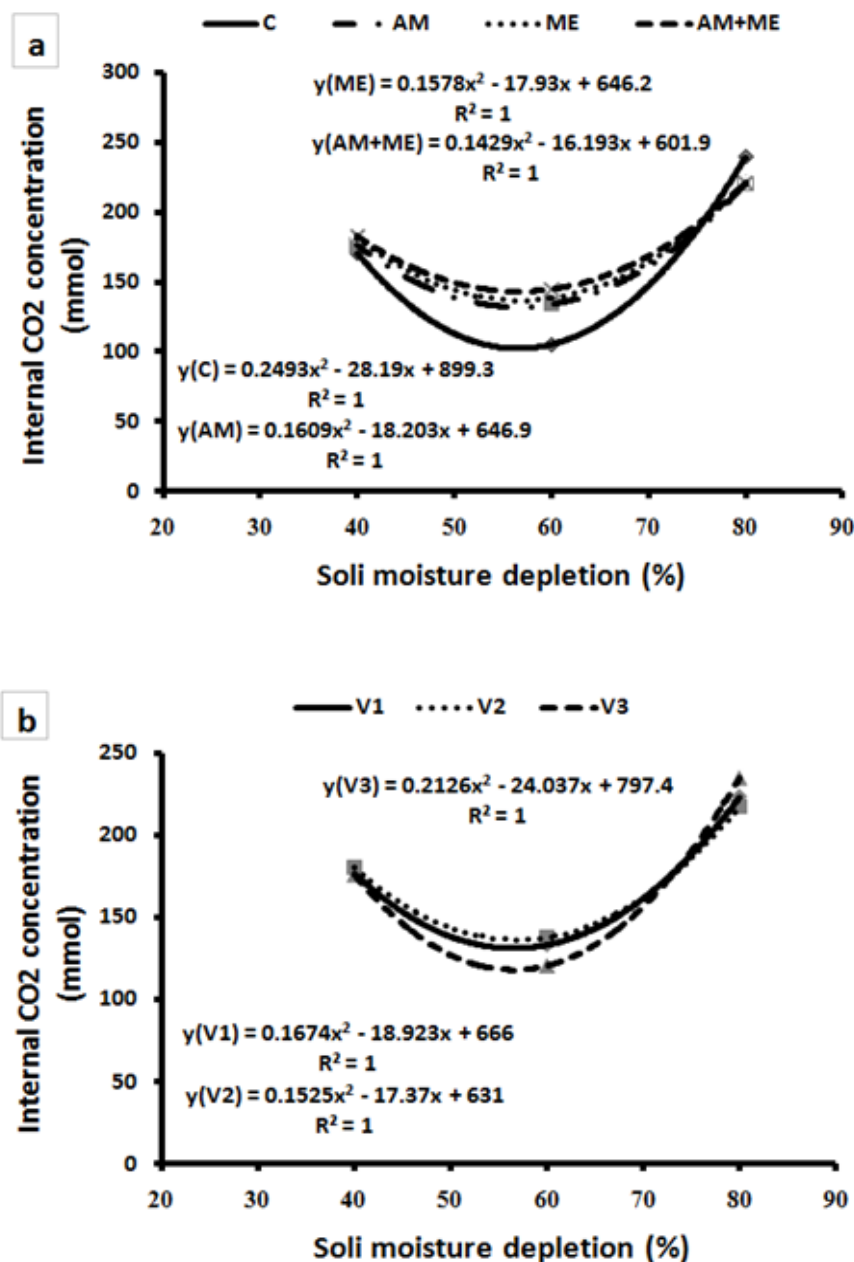 a
C AM ME AM+ME
300
250
200
150
100
50
0
Internal CO2 concentration
(mmol)
y(ME) = 0.1578x² - 17.93x + 646.2
R² = 1
y(AM+ME) = 0.1429x² - 16.193x + 601.9
R² = 1
y(C) = 0.2493x² - 28.19x + 899.3
R² = 1
y(AM) = 0.1609x² - 18.203x + 646.9
R² = 1
20 30 40 50 60 70 80 90
Soli moisture depletion (%)
b
V1 V2 V3
250
200
150
100
50
0
Internal CO2 concentration
(mmol)
y(V3) = 0.2126x² - 24.037x + 797.4
R² = 1
y(V1) = 0.1674x² - 18.923x + 666
R² = 1
y(V2) = 0.1525x² - 17.37x + 631
R² = 1
20 30 40 50 60 70 80 90
Soli moisture depletion (%)